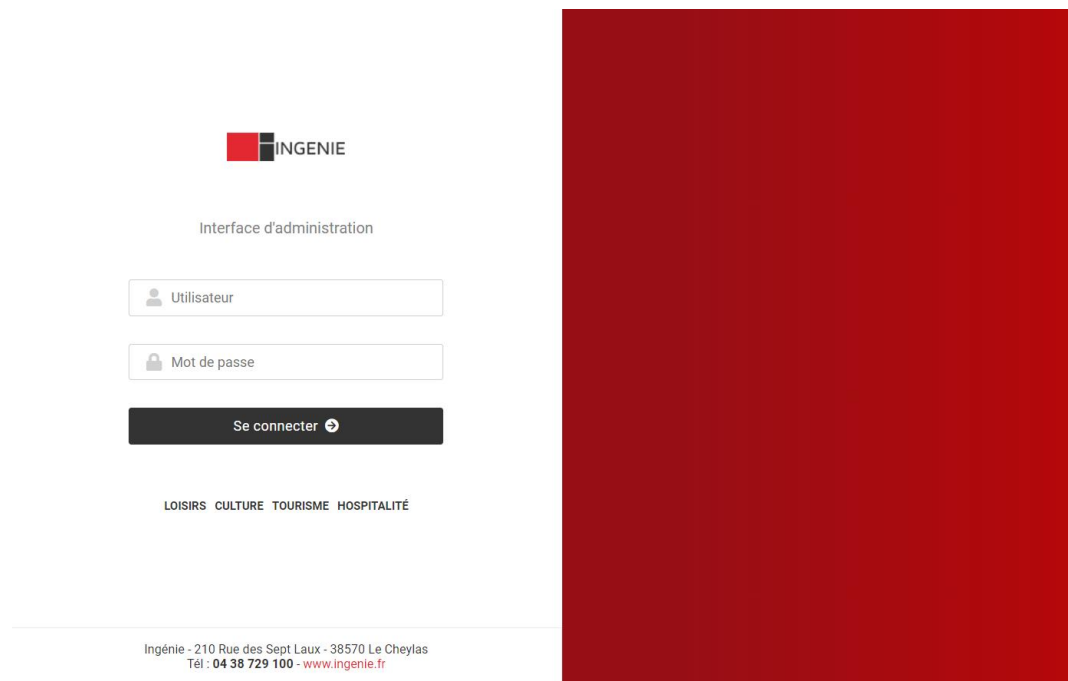 INGENIE
Interface d'administration
Utilisateur
Mot de passe
Se connecter
LOISIRS CULTURE TOURISME HOSPITALITÉ
Ingénie - 210 Rue des Sept Laux - 38570 Le Cheylas
Tél : 04 38 729 100 - www.ingenie.fr